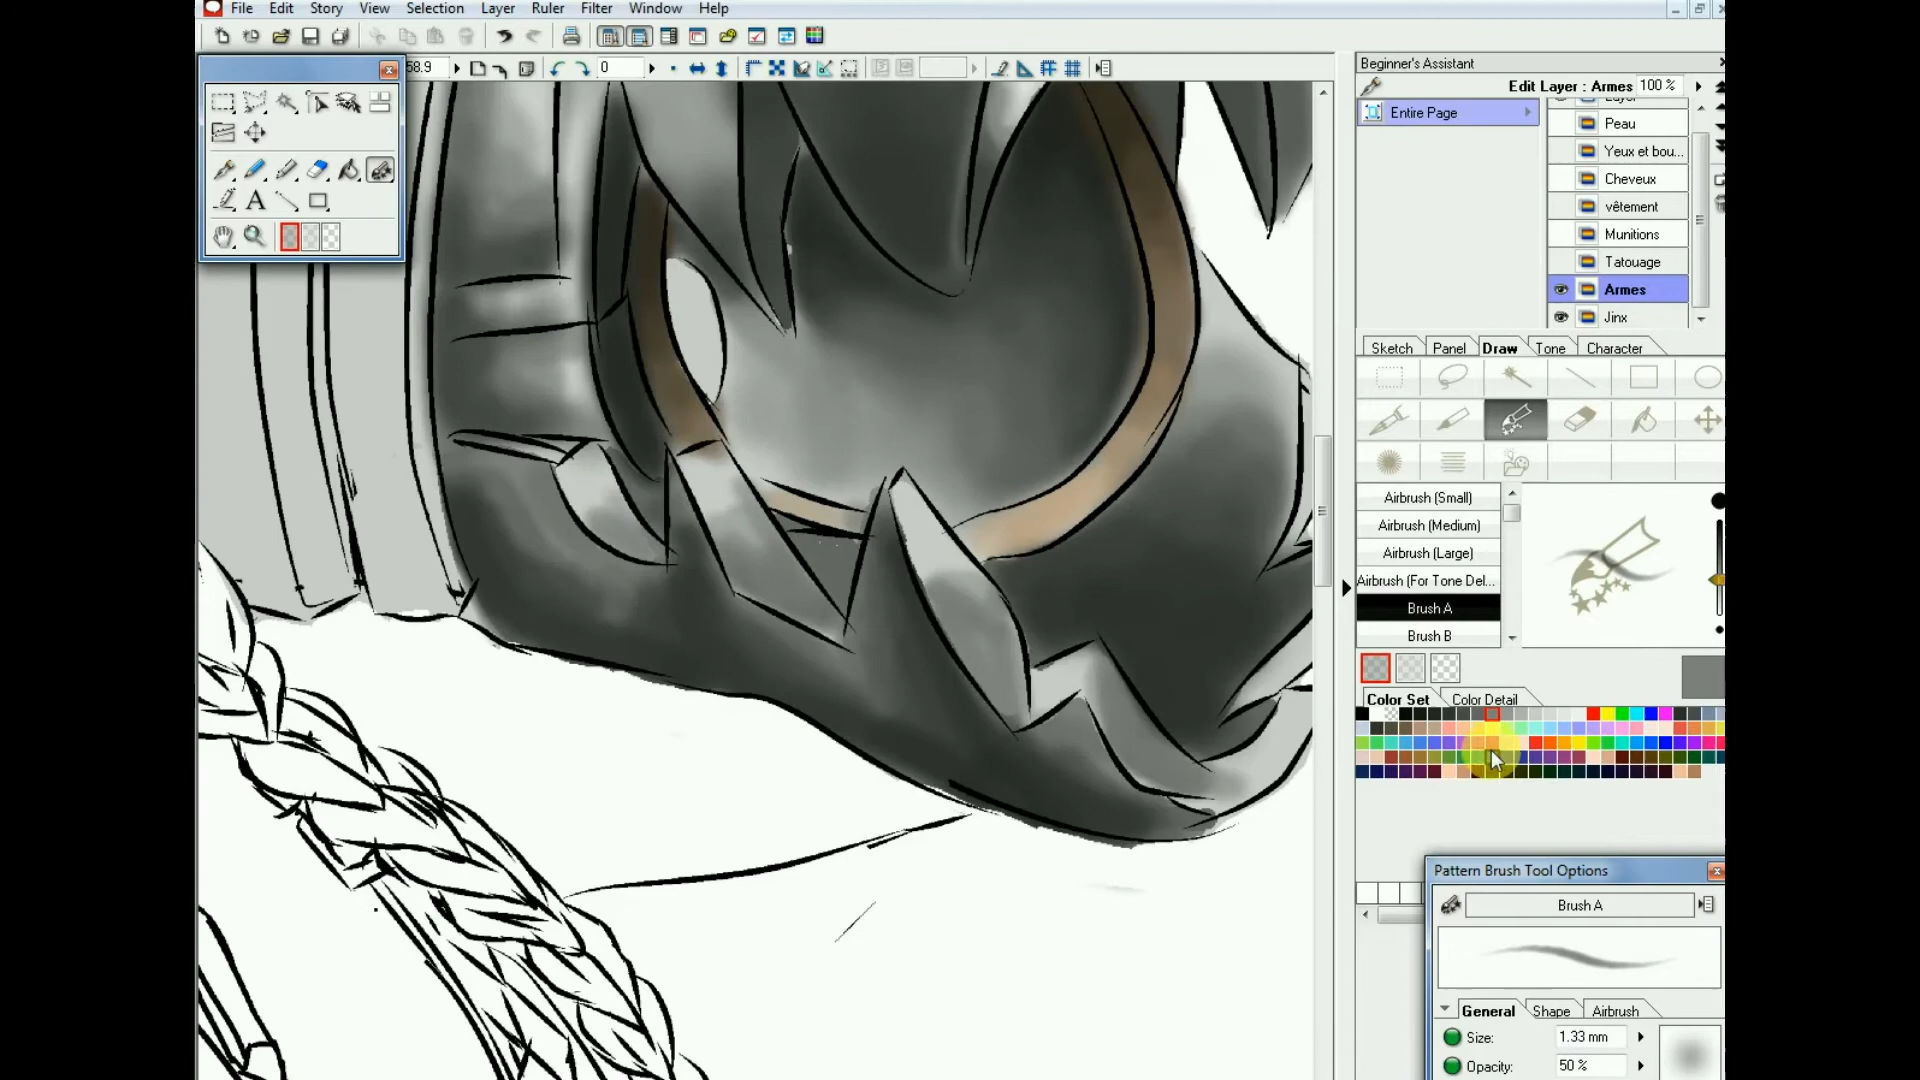 File Edit Story View Selection Layer Ruler Filter Window Help
58.9 0
Beginner's Assistant
Edit Layer : Armes 100 %
Entire Page
Layer
Peau
Yeux et bou...
Cheveux
vêtement
Munitions
Tatouage
Armes
Jinx
Sketch Panel Draw Tone Character
Airbrush (Small)
Airbrush (Medium)
Airbrush (Large)
Airbrush (For Tone Del...
Brush A
Brush B
Color Set Color Detail
Pattern Brush Tool Options
Brush A
General Shape Airbrush
Size: 1.33 mm
Opacity: 50 %